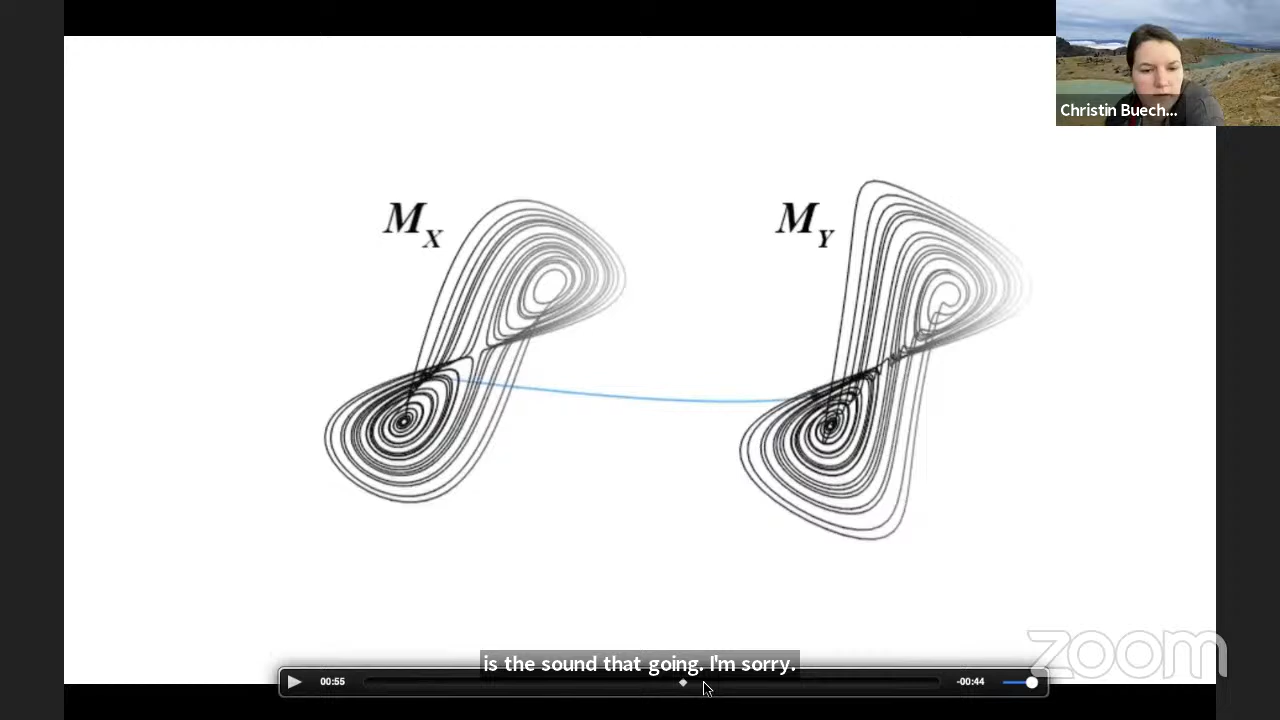 Christin Buech...
M_X
M_Y
is the sound that going. I'm sorry.
00:55
-00:44
zoom